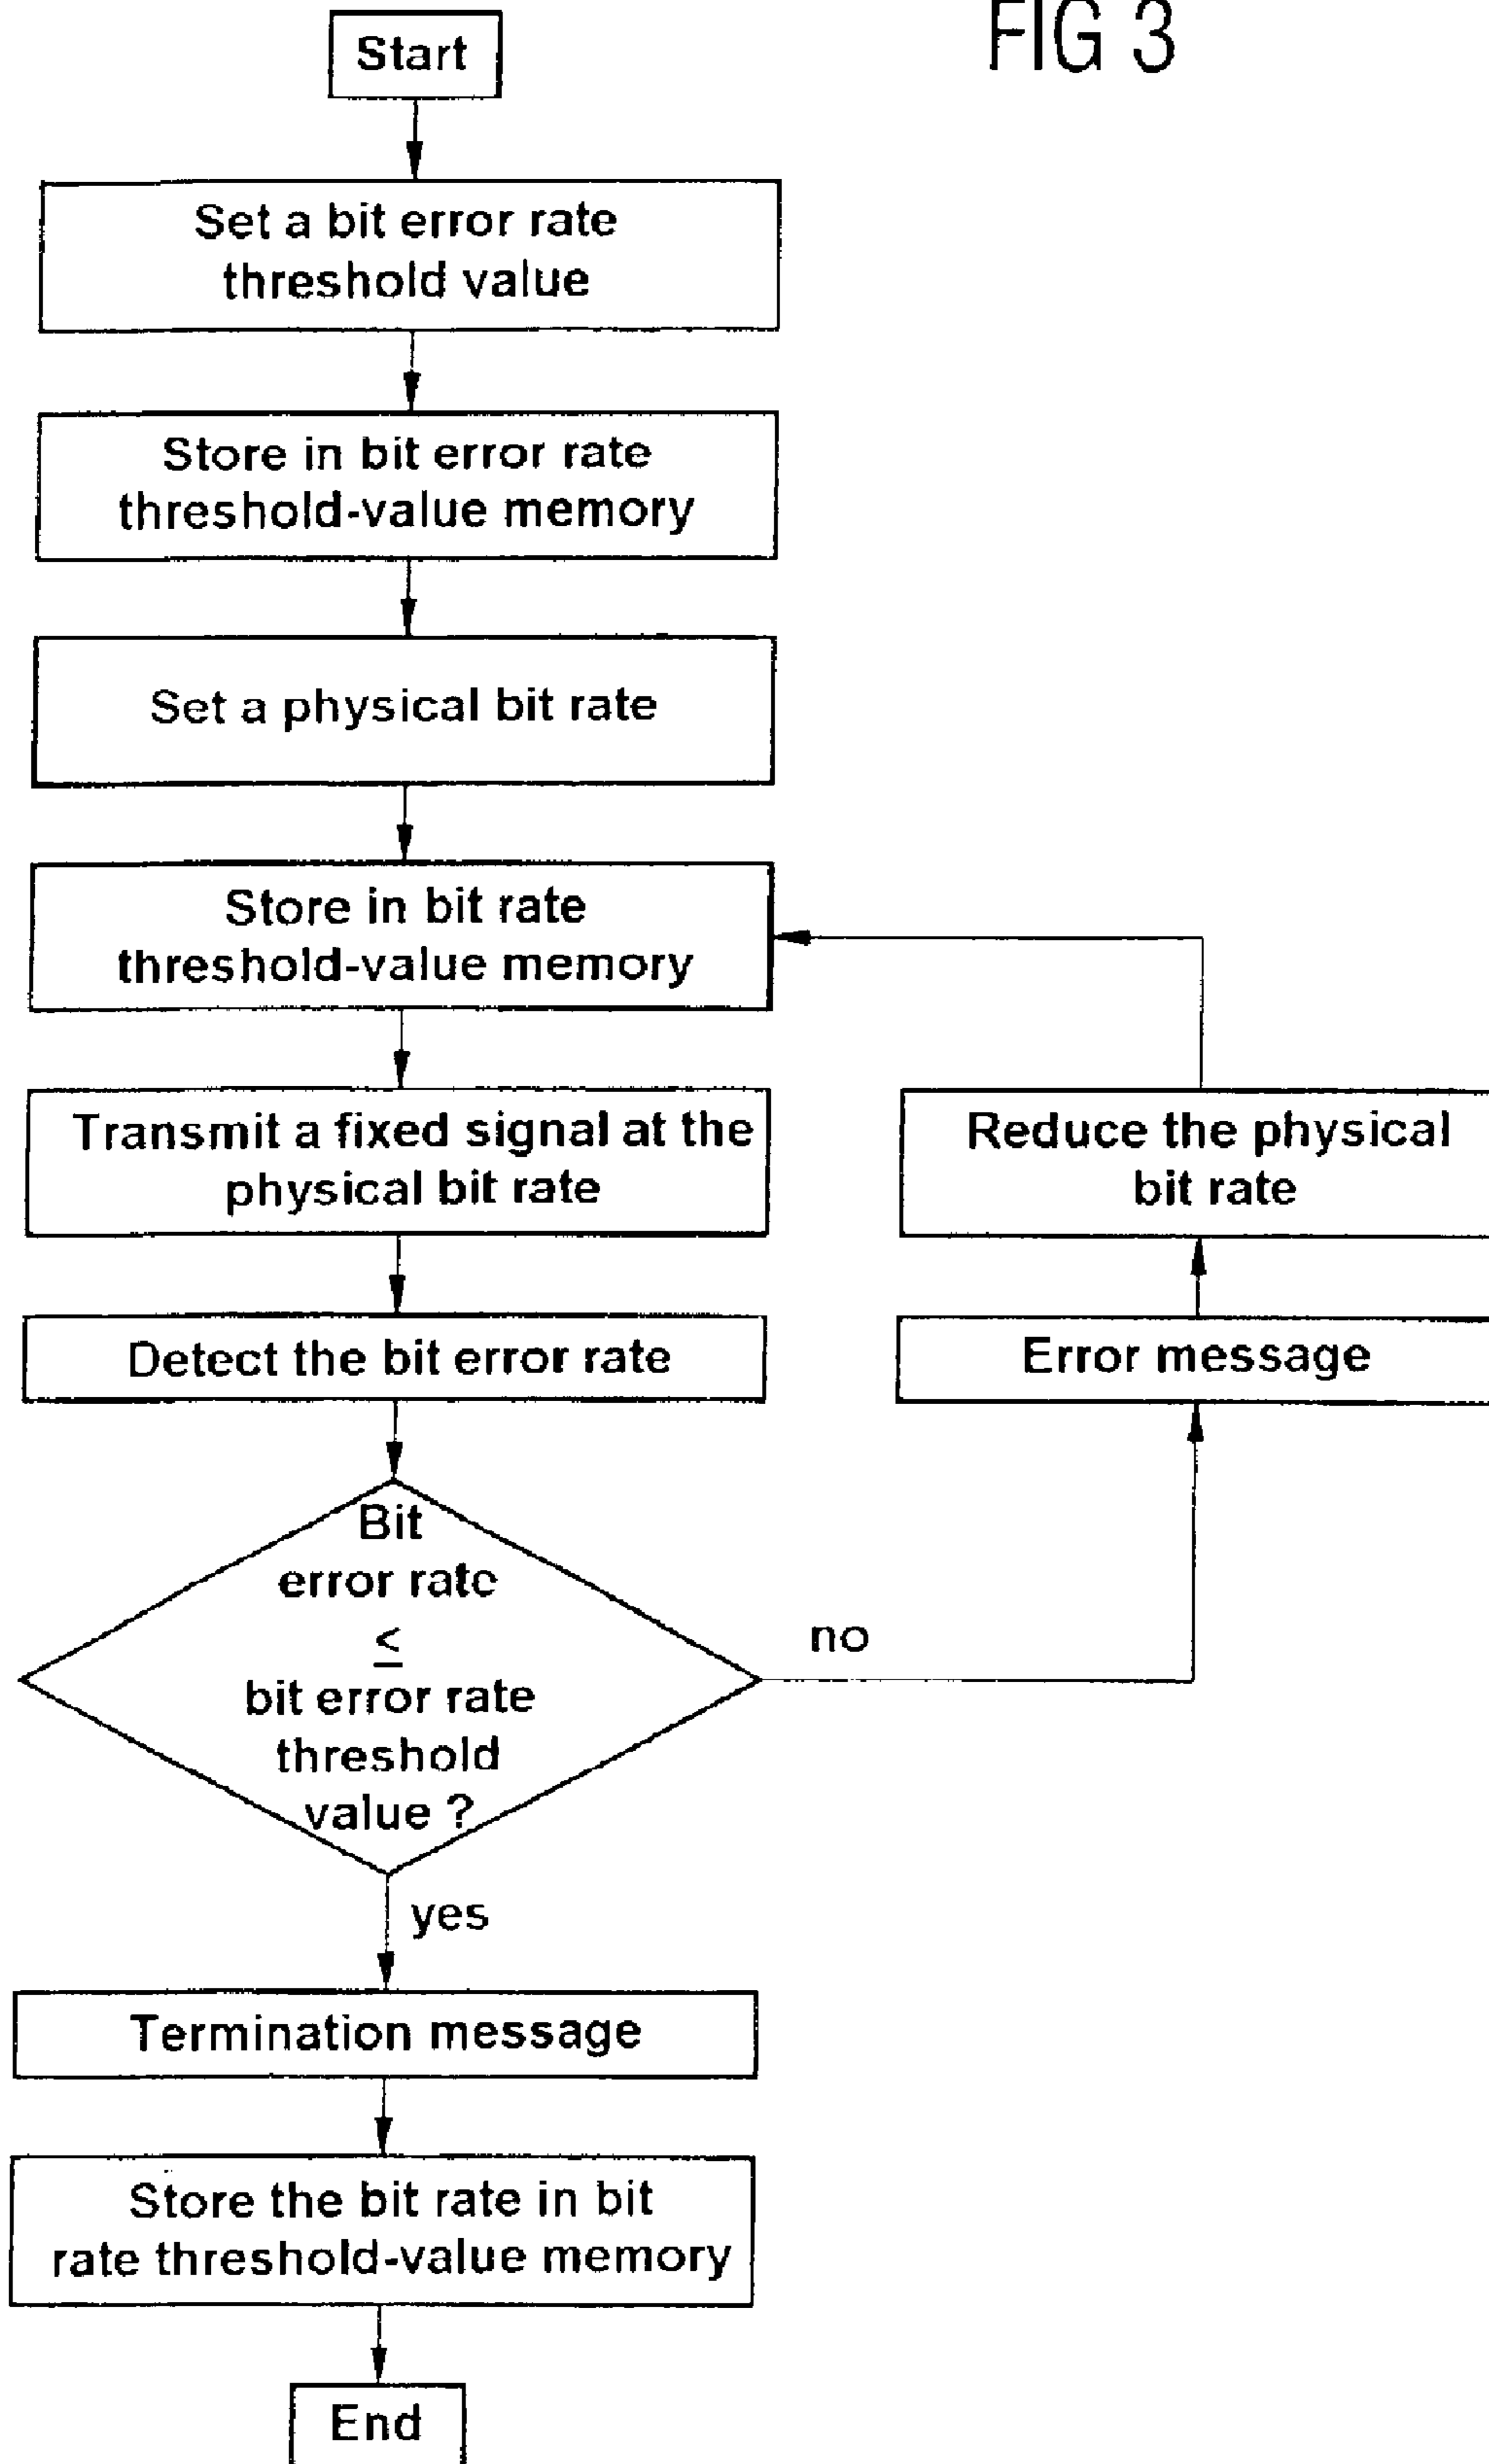 FIG 3
Start
Set a bit error rate
threshold value
Store in bit error rate
threshold-value memory
Set a physical bit rate
Store in bit rate
threshold-value memory
Transmit a fixed signal at the
physical bit rate
Reduce the physical
bit rate
Detect the bit error rate
Error message
Bit
error rate
≤
bit error rate
threshold
value ?
no
yes
Termination message
Store the bit rate in bit
rate threshold-value memory
End